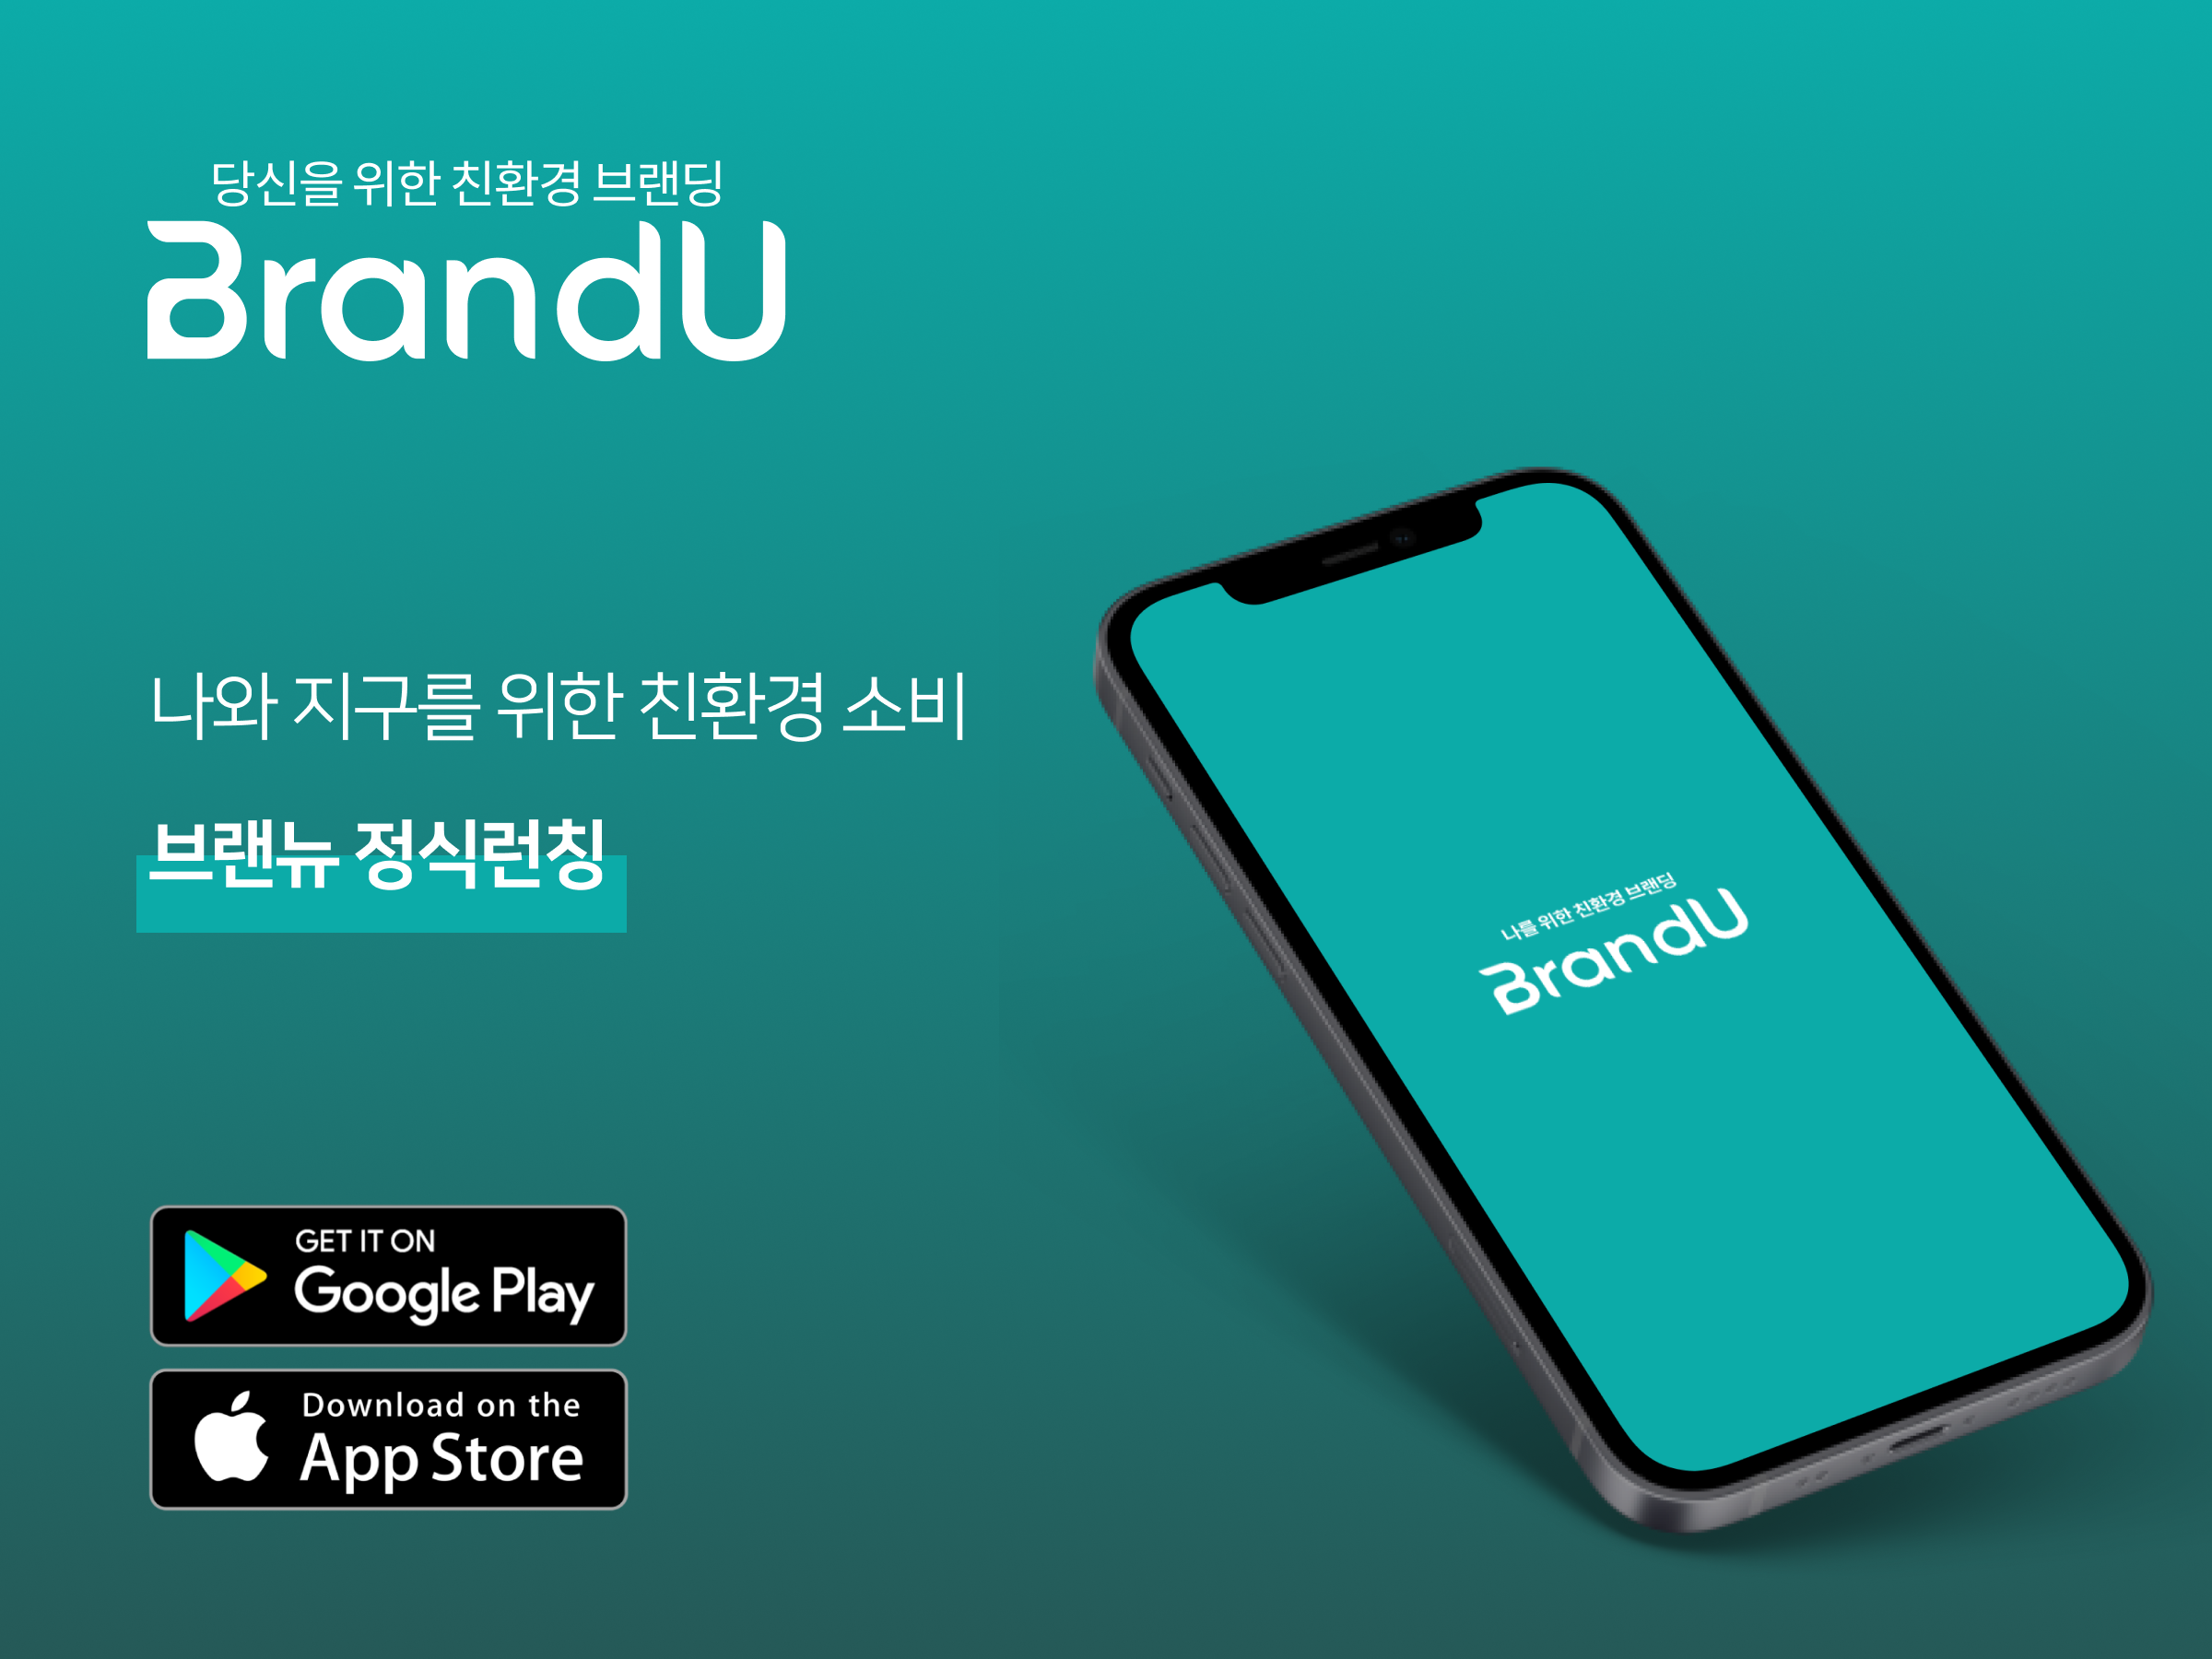 당신을 위한 친환경 브랜딩
BrandU
나와 지구를 위한 친환경 소비
브랜뉴 정식런칭
GET IT ON
Google Play
Download on the
App Store
나를 위한 친환경 브랜딩
BrandU